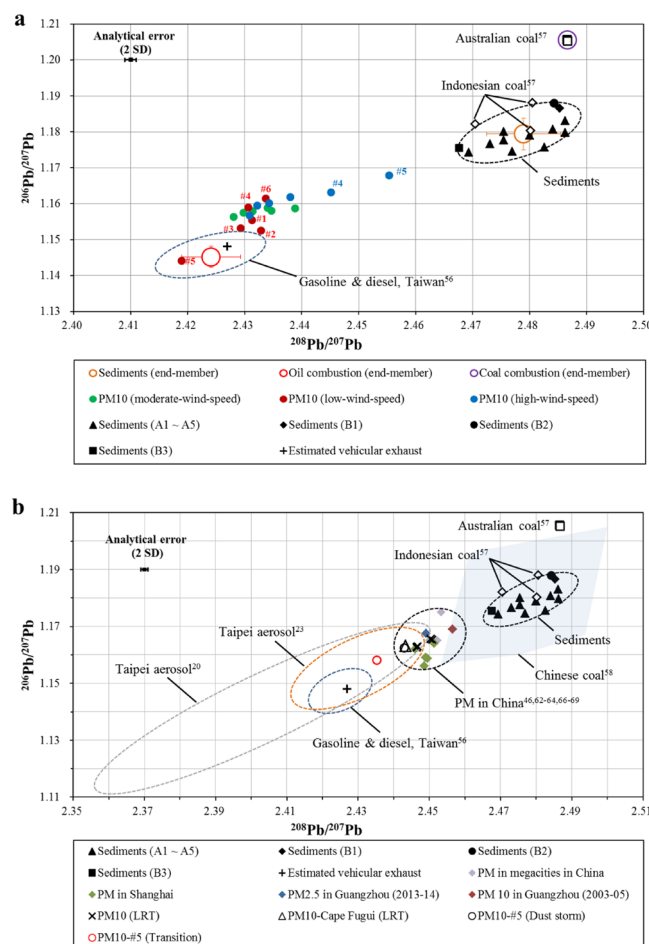 a
1.21
1.20
1.19
1.18
1.17
1.16
1.15
1.14
1.13
²⁰⁶Pb/²⁰⁷Pb
Analytical error
(2 SD)
Australian coal⁵⁷
Indonesian coal⁵⁷
Sediments
#5
#4
#6
#4
#1
#3
#2
#5
Gasoline & diesel, Taiwan⁵⁶
2.40 2.41 2.42 2.43 2.44 2.45 2.46 2.47 2.48 2.49 2.50
²⁰⁸Pb/²⁰⁷Pb
Sediments (end-member) Oil combustion (end-member) Coal combustion (end-member)
PM10 (moderate-wind-speed) PM10 (low-wind-speed) PM10 (high-wind-speed)
Sediments (A1 ~ A5) Sediments (B1) Sediments (B2)
Sediments (B3) Estimated vehicular exhaust
b
1.21
1.19
1.17
1.15
1.13
1.11
²⁰⁶Pb/²⁰⁷Pb
Analytical error
(2 SD)
Australian coal⁵⁷
Indonesian coal⁵⁷
Taipei aerosol²³
Taipei aerosol²⁰
Sediments
Chinese coal⁵⁸
PM in China⁴⁶,⁶²⁻⁶⁴,⁶⁶⁻⁶⁹
Gasoline & diesel, Taiwan⁵⁶
2.35 2.37 2.39 2.41 2.43 2.45 2.47 2.49 2.51
²⁰⁸Pb/²⁰⁷Pb
Sediments (A1 ~ A5) Sediments (B1) Sediments (B2)
Sediments (B3) Estimated vehicular exhaust PM in megacities in China
PM in Shanghai PM2.5 in Guangzhou (2013-14) PM 10 in Guangzhou (2003-05)
PM10 (LRT) PM10-Cape Fugui (LRT) PM10-#5 (Dust storm)
PM10-#5 (Transition)